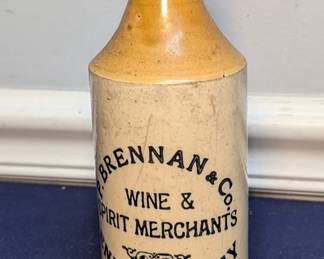 BRENNAN & Co.
WINE &
SPIRIT MERCHANTS